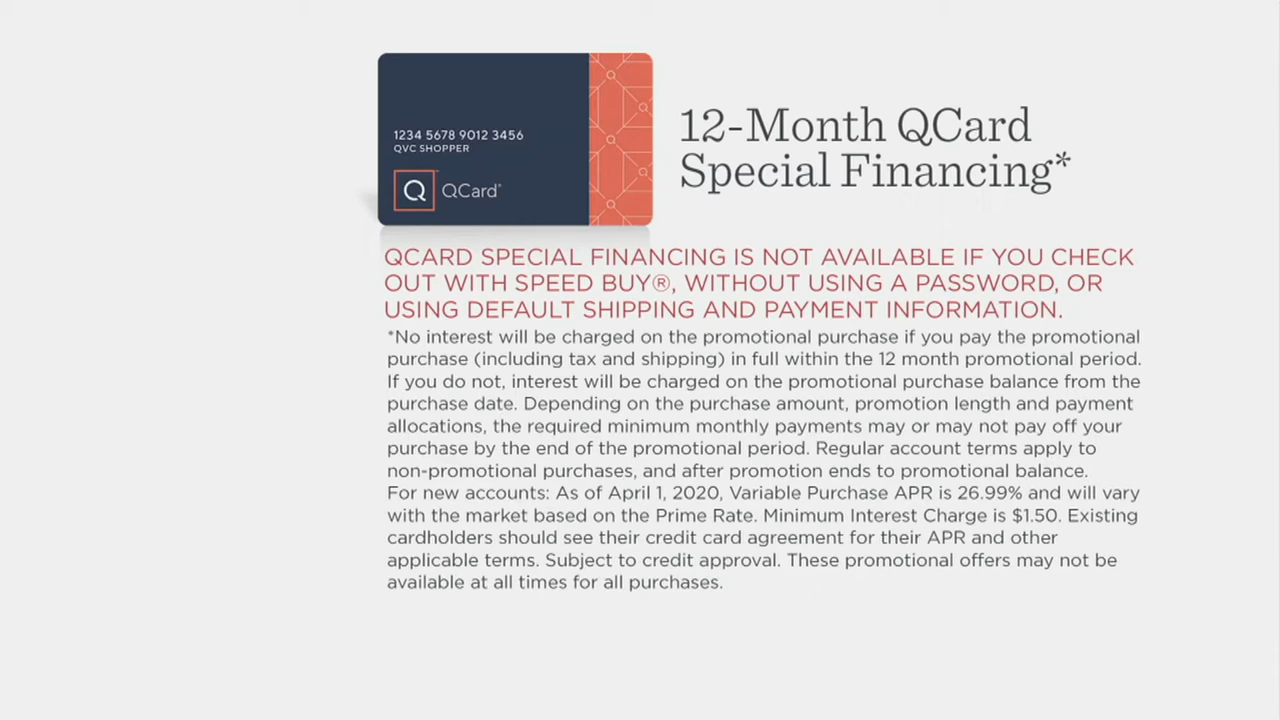 1234 5678 9012 3456
QVC SHOPPER
Q QCard®
12-Month QCard
Special Financing*
QCARD SPECIAL FINANCING IS NOT AVAILABLE IF YOU CHECK
OUT WITH SPEED BUY®, WITHOUT USING A PASSWORD, OR
USING DEFAULT SHIPPING AND PAYMENT INFORMATION.
*No interest will be charged on the promotional purchase if you pay the promotional
purchase (including tax and shipping) in full within the 12 month promotional period.
If you do not, interest will be charged on the promotional purchase balance from the
purchase date. Depending on the purchase amount, promotion length and payment
allocations, the required minimum monthly payments may or may not pay off your
purchase by the end of the promotional period. Regular account terms apply to
non-promotional purchases, and after promotion ends to promotional balance.
For new accounts: As of April 1, 2020, Variable Purchase APR is 26.99% and will vary
with the market based on the Prime Rate. Minimum Interest Charge is $1.50. Existing
cardholders should see their credit card agreement for their APR and other
applicable terms. Subject to credit approval. These promotional offers may not be
available at all times for all purchases.